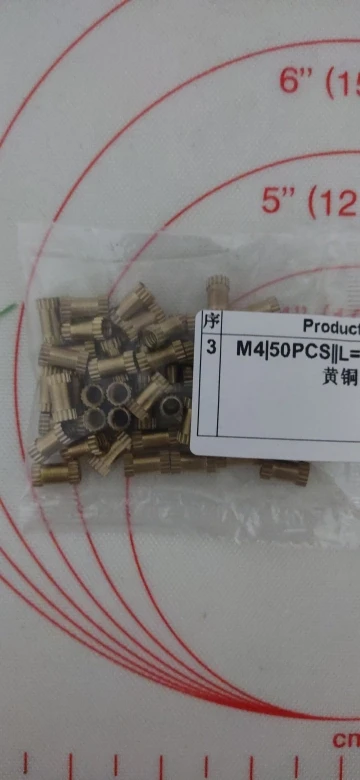 6” (15
5” (12
序 Product
3 M4|50PCS||L=
黄铜
cm